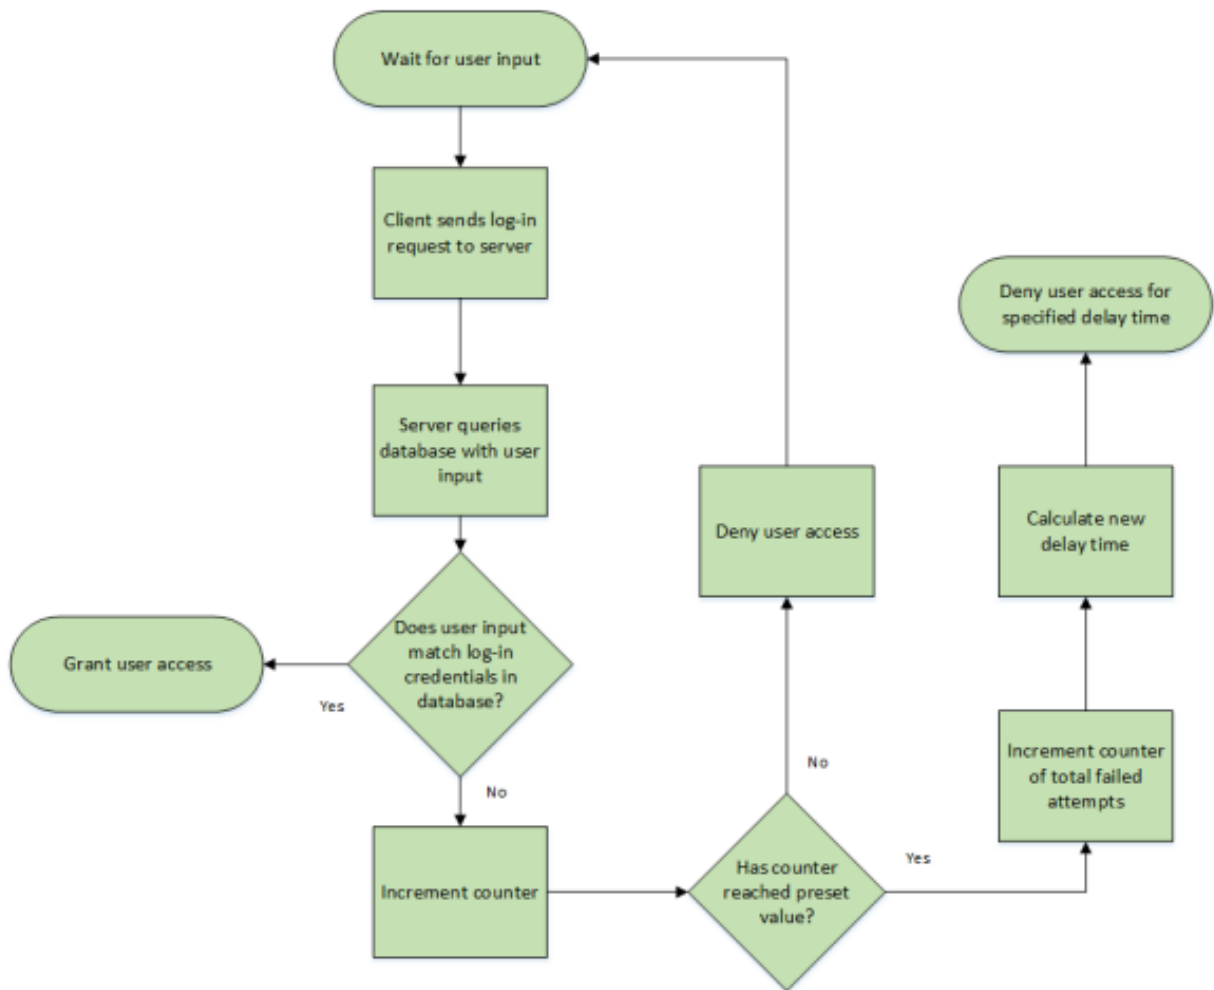 Wait for user input
Client sends log-in
request to server
Deny user access for
specified delay time
Server queries
database with user
input
Deny user access
Calculate new
delay time
Does user input
match log-in
credentials in
database?
Grant user access
Yes
No
No
Increment counter
of total failed
attempts
Increment counter
Has counter
reached preset
value?
Yes